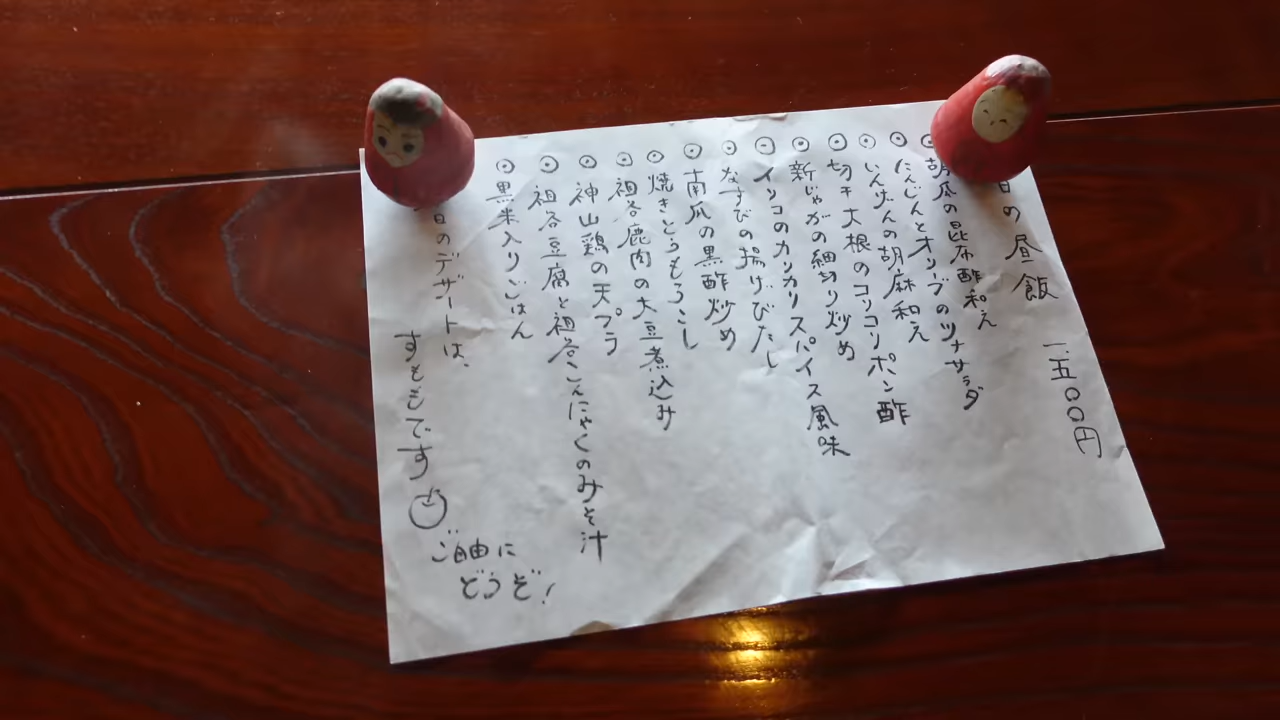 日の昼飯 一、五〇〇円
⊙胡瓜の昆布酢和え
⊙にんじんとオリーブのツナサラダ
⊙いんげんの胡麻和え
⊙切干大根のコリコリポン酢
⊙新じゃがの細切り炒め
⊙イリコのカリカリスパイス風味
⊙なすびの揚げびたし
⊙南瓜の黒酢炒め
⊙焼きとうもろこし
⊙祖谷鹿肉の大豆煮込み
⊙神山鶏の天プラ
⊙祖谷豆腐と祖谷こんにゃくのみそ汁
⊙黒米入りごはん
日のデザートは、
すももです
ご自由に
どうぞ!